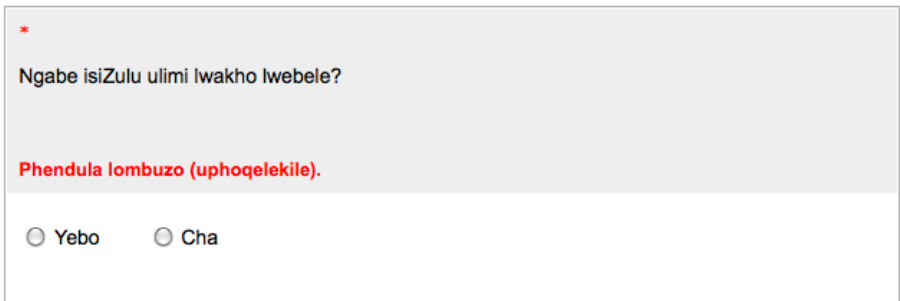 *
Ngabe isiZulu ulimi lwakho lwebele?
Phendula lombuzo (uphoqelekile).
Yebo Cha